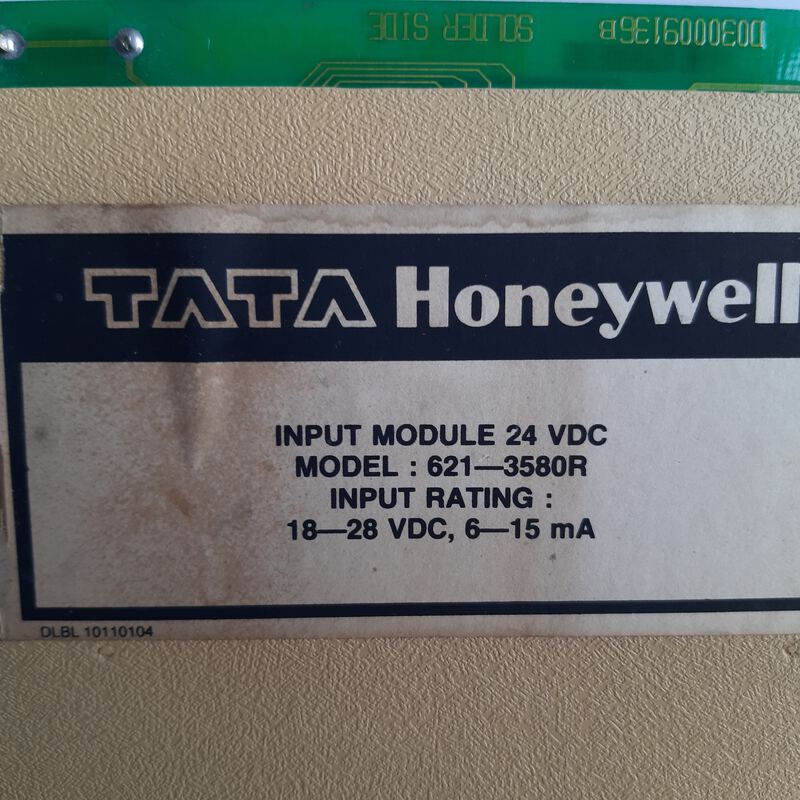 SOLDER SIDE D030009136B
TATA Honeywell
INPUT MODULE 24 VDC
MODEL : 621—3580R
INPUT RATING :
18—28 VDC, 6—15 mA
DLBL 10110104